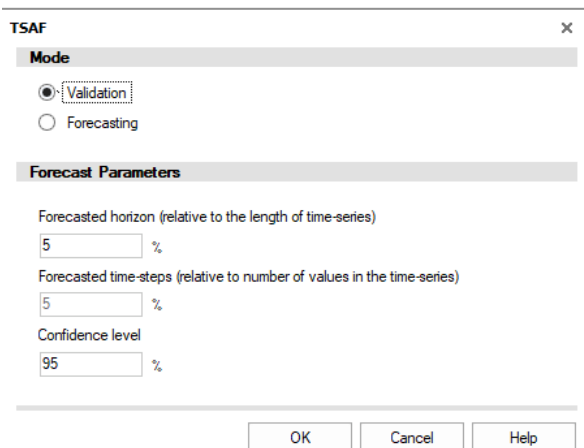 TSAF
Mode
Validation
Forecasting
Forecast Parameters
Forecasted horizon (relative to the length of time-series)
5 %
Forecasted time-steps (relative to number of values in the time-series)
5 %
Confidence level
95 %
OK Cancel Help